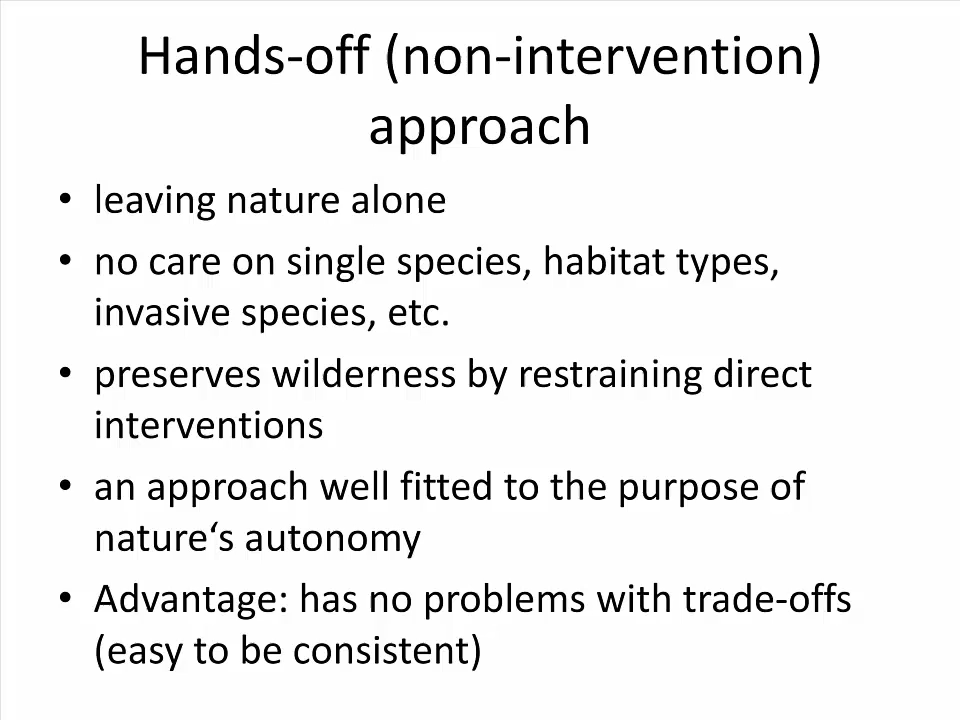 Hands-off (non-intervention)
approach
• leaving nature alone
• no care on single species, habitat types,
invasive species, etc.
• preserves wilderness by restraining direct
interventions
• an approach well fitted to the purpose of
nature‘s autonomy
• Advantage: has no problems with trade-offs
(easy to be consistent)